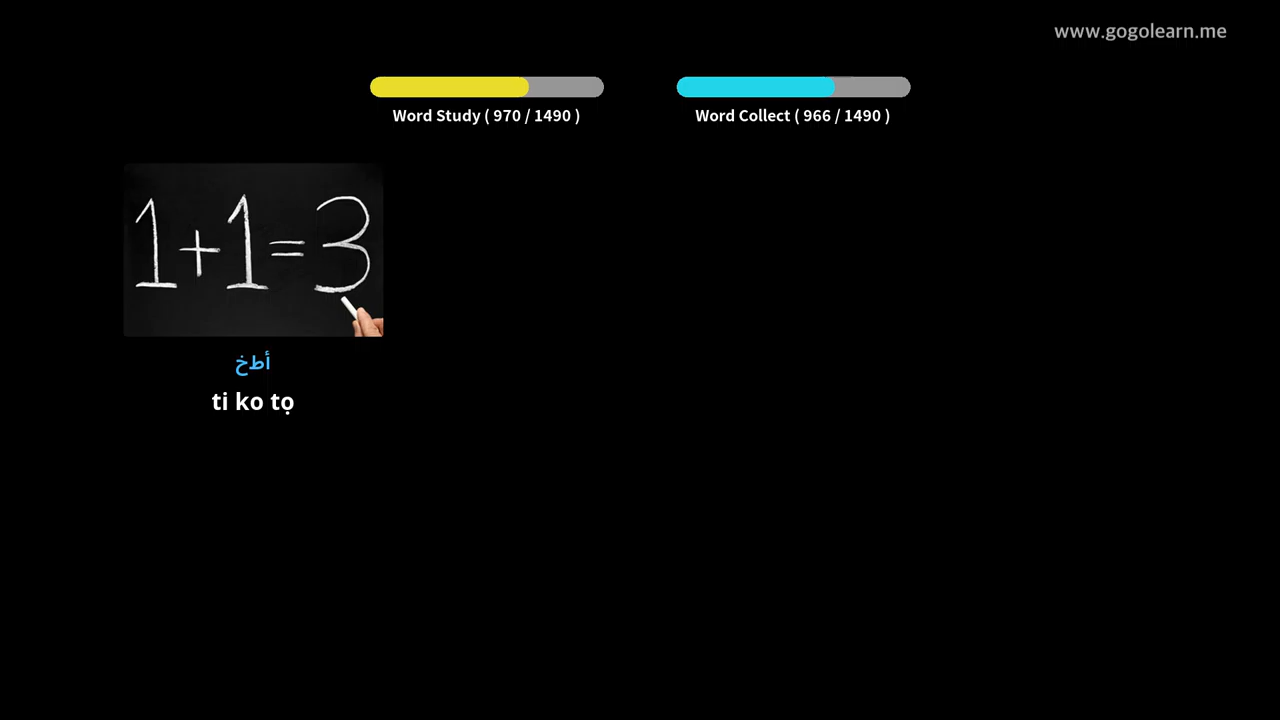 www.gogolearn.me
Word Study ( 970 / 1490 )
Word Collect ( 966 / 1490 )
1+1=3
أطخ
ti ko tọ